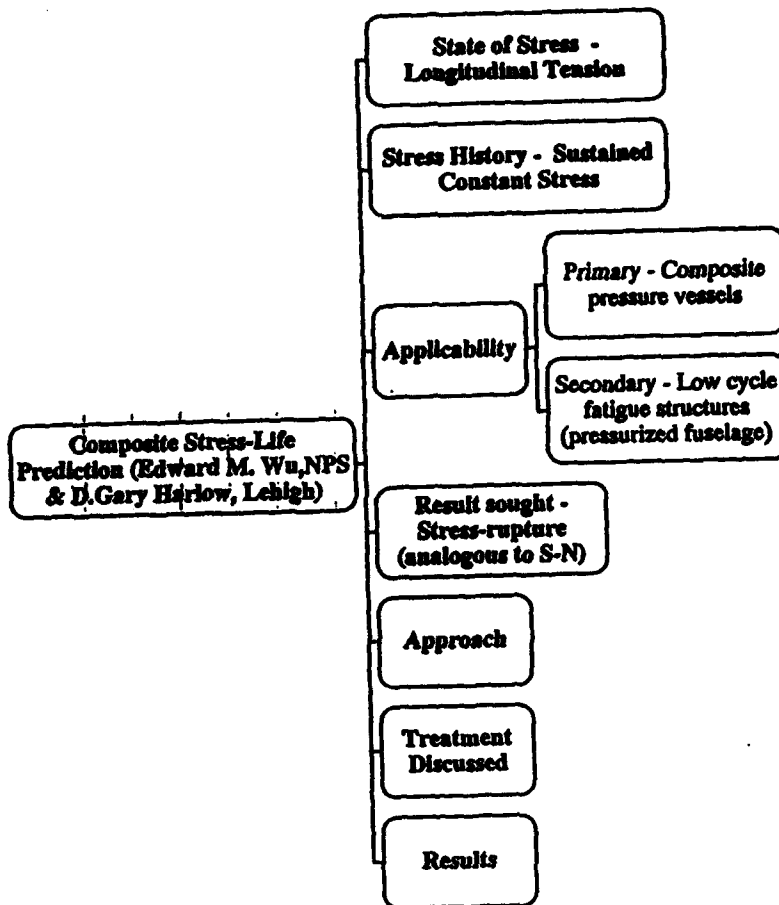 State of Stress -
Longitudinal Tension
Stress History - Sustained
Constant Stress
Primary - Composite
pressure vessels
Applicability
Secondary - Low cycle
fatigue structures
(pressurized fuselage)
Composite Stress-Life
Prediction (Edward M. Wu,NPS
& D.Gary Harlow, Lehigh)
Result sought -
Stress-rupture
(analogous to S-N)
Approach
Treatment
Discussed
Results